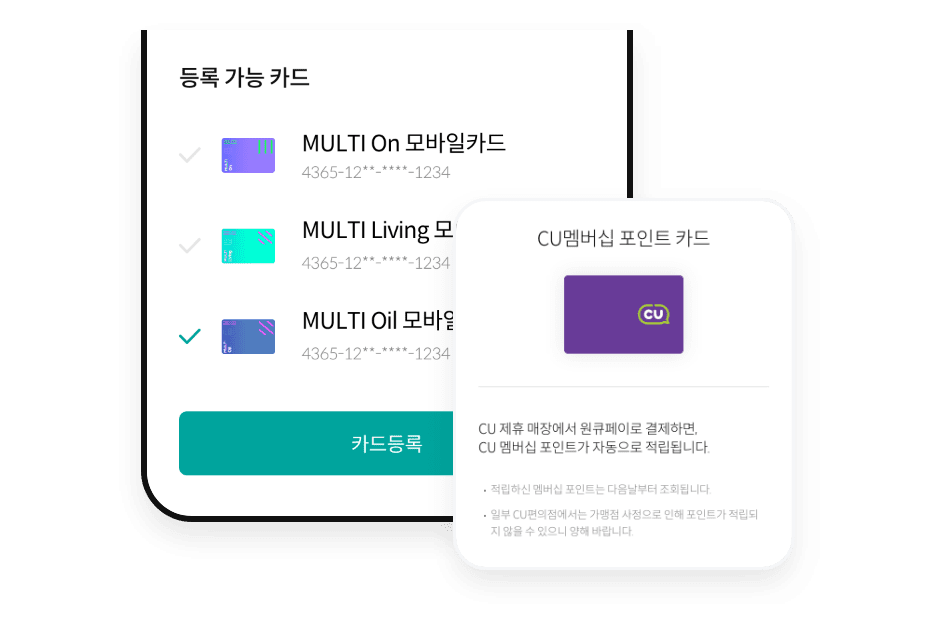 등록 가능 카드
MULTI On 모바일카드
4365-12**-****-1234
MULTI Living 모
4365-12**-****-1234
MULTI Oil 모바일
4365-12**-****-1234
카드등록
CU멤버십 포인트 카드
CU
CU 제휴 매장에서 원큐페이로 결제하면,
CU 멤버십 포인트가 자동으로 적립됩니다.
• 적립하신 멤버십 포인트는 다음날부터 조회됩니다.
• 일부 CU편의점에서는 가맹점 사정으로 인해 포인트가 적립되
지 않을 수 있으니 양해 바랍니다.